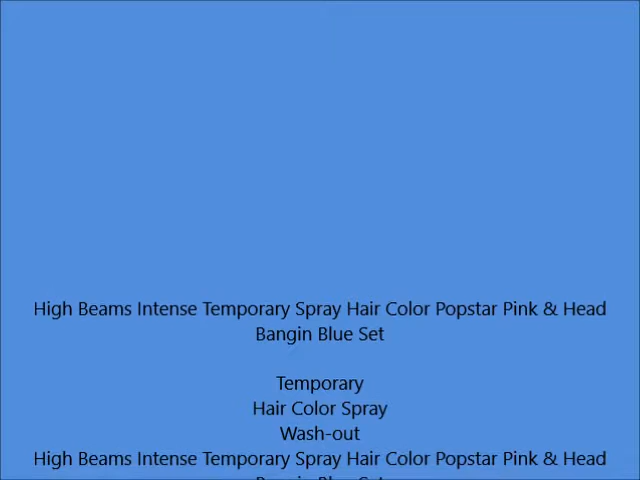 High Beams Intense Temporary Spray Hair Color Popstar Pink & Head
Bangin Blue Set
Temporary
Hair Color Spray
Wash-out
High Beams Intense Temporary Spray Hair Color Popstar Pink & Head